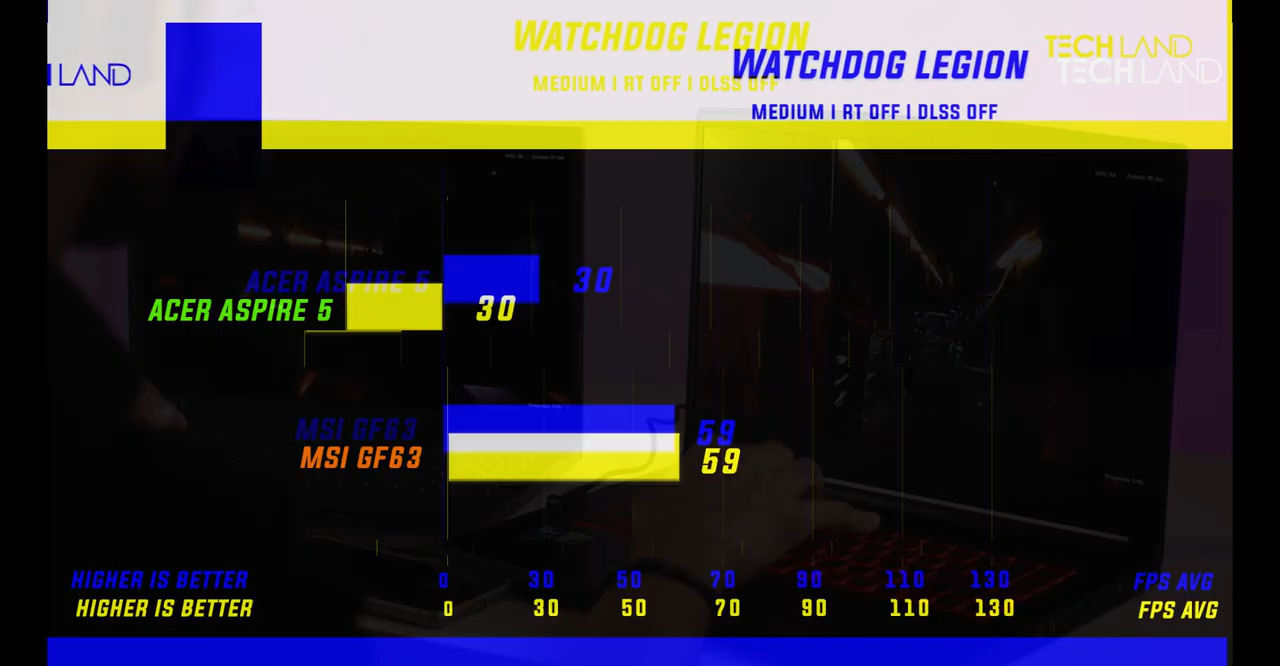 WATCHDOG LEGION
WATCHDOG LEGION
TECH LAND
TECH LAND
LAND
MEDIUM | RT OFF | DLSS OFF
MEDIUM | RT OFF | DLSS OFF
ACER ASPIRE 5 30
ACER ASPIRE 5 30
MSI GF63 59
MSI GF63 59
HIGHER IS BETTER 0 30 50 70 90 110 130 FPS AVG
HIGHER IS BETTER 0 30 50 70 90 110 130 FPS AVG